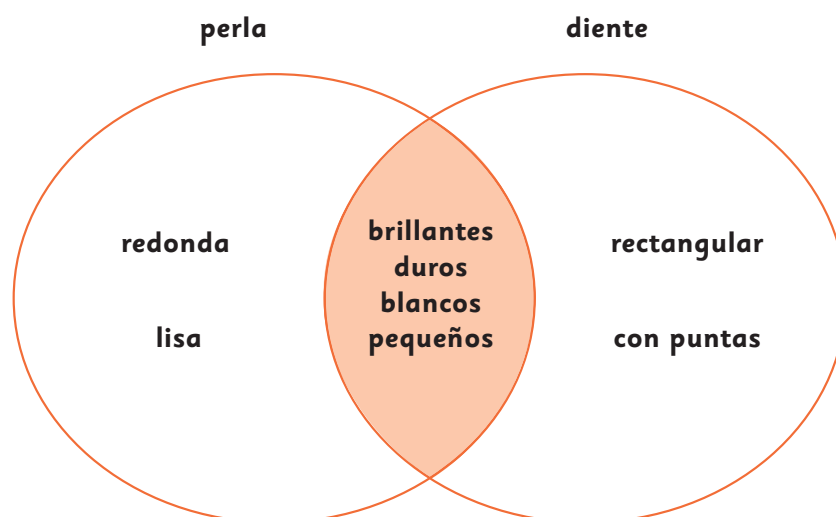 perla
diente
redonda
lisa
brillantes
duros
blancos
pequeños
rectangular
con puntas